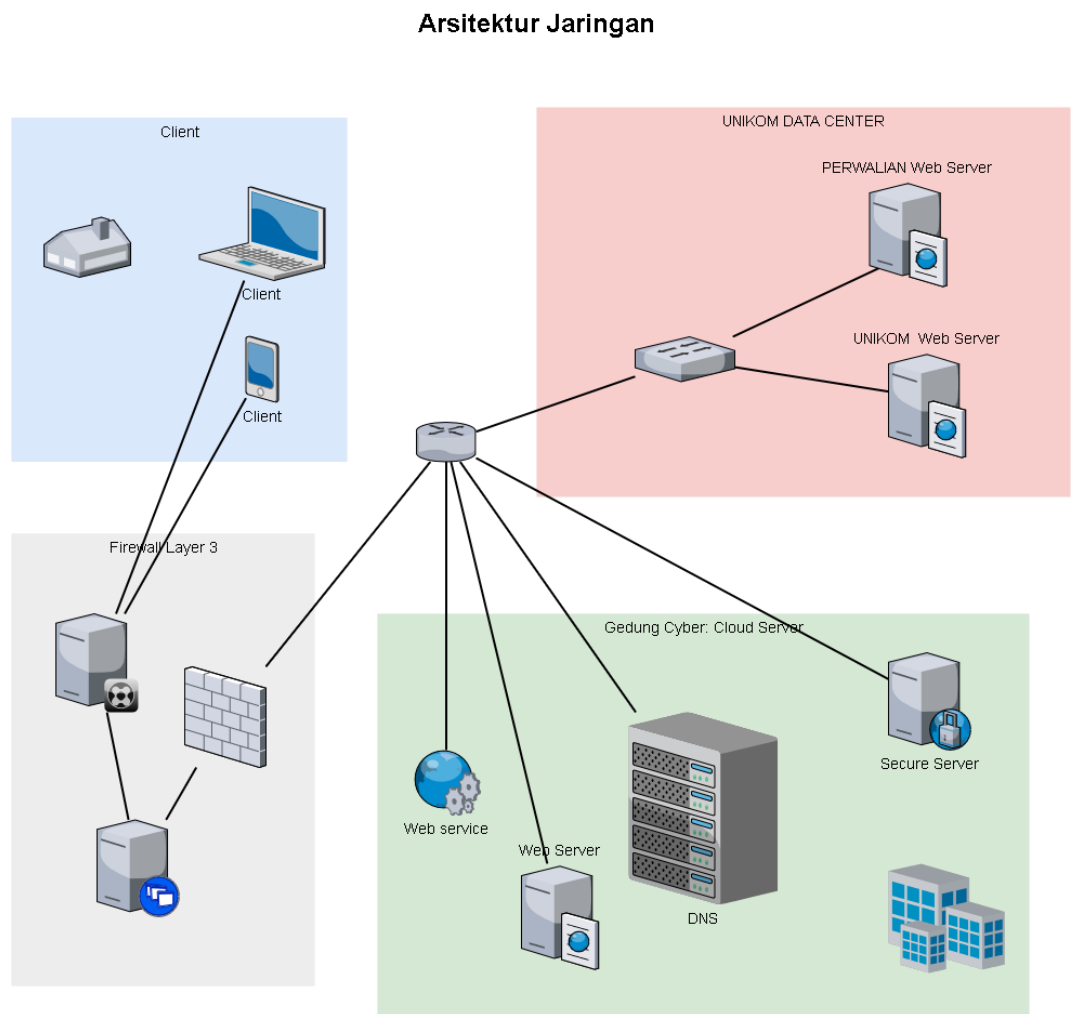 Arsitektur Jaringan
Client
UNIKOM DATA CENTER
PERWALIAN Web Server
Client
UNIKOM Web Server
Client
Firewall Layer 3
Gedung Cyber: Cloud Server
Secure Server
Web service
Web Server
DNS